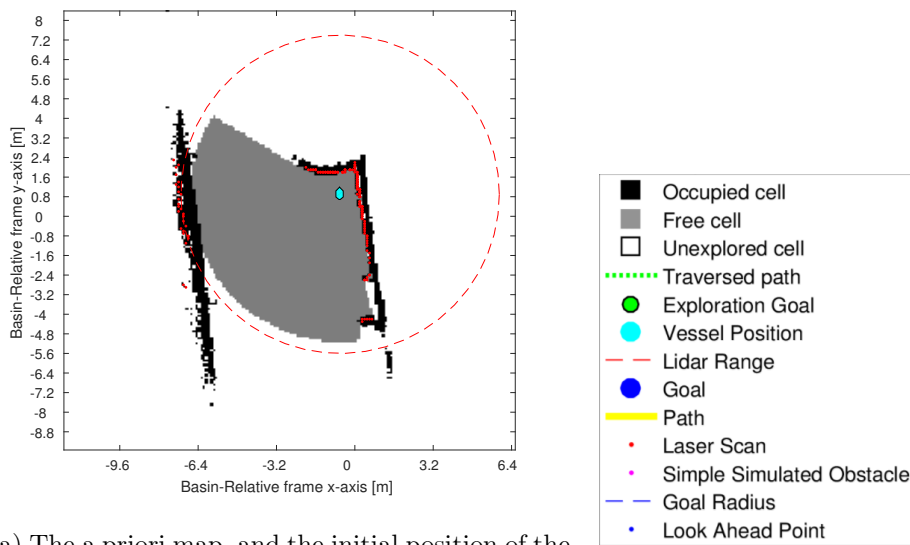 8
7.2
6.4
5.6
4.8
4
3.2
2.4
1.6
0.8
0
-0.8
-1.6
-2.4
-3.2
-4
-4.8
-5.6
-6.4
-7.2
-8
-8.8
Basin-Relative frame y-axis [m]
-9.6 -6.4 -3.2 0 3.2 6.4
Basin-Relative frame x-axis [m]
Occupied cell
Free cell
Unexplored cell
Traversed path
Exploration Goal
Vessel Position
Lidar Range
Goal
Path
Laser Scan
Simple Simulated Obstacle
Goal Radius
Look Ahead Point
a) The a priori map, and the initial position of the